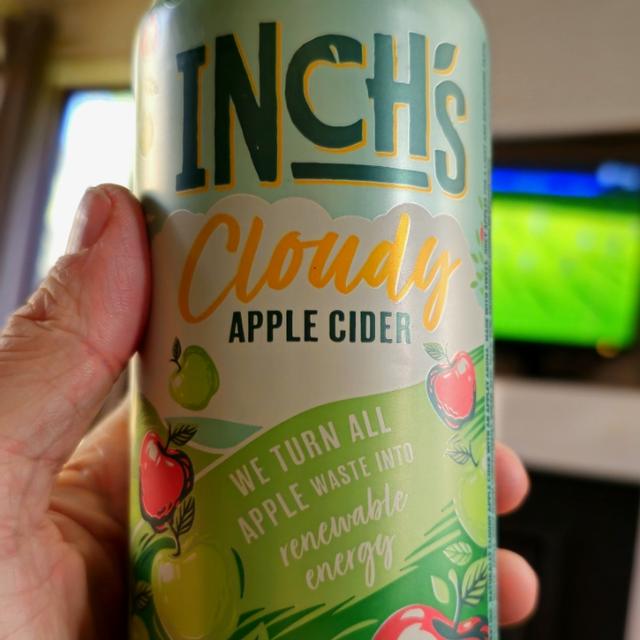 INCH'S
Cloudy
APPLE CIDER
WE TURN ALL
APPLE WASTE INTO
renewable
energy